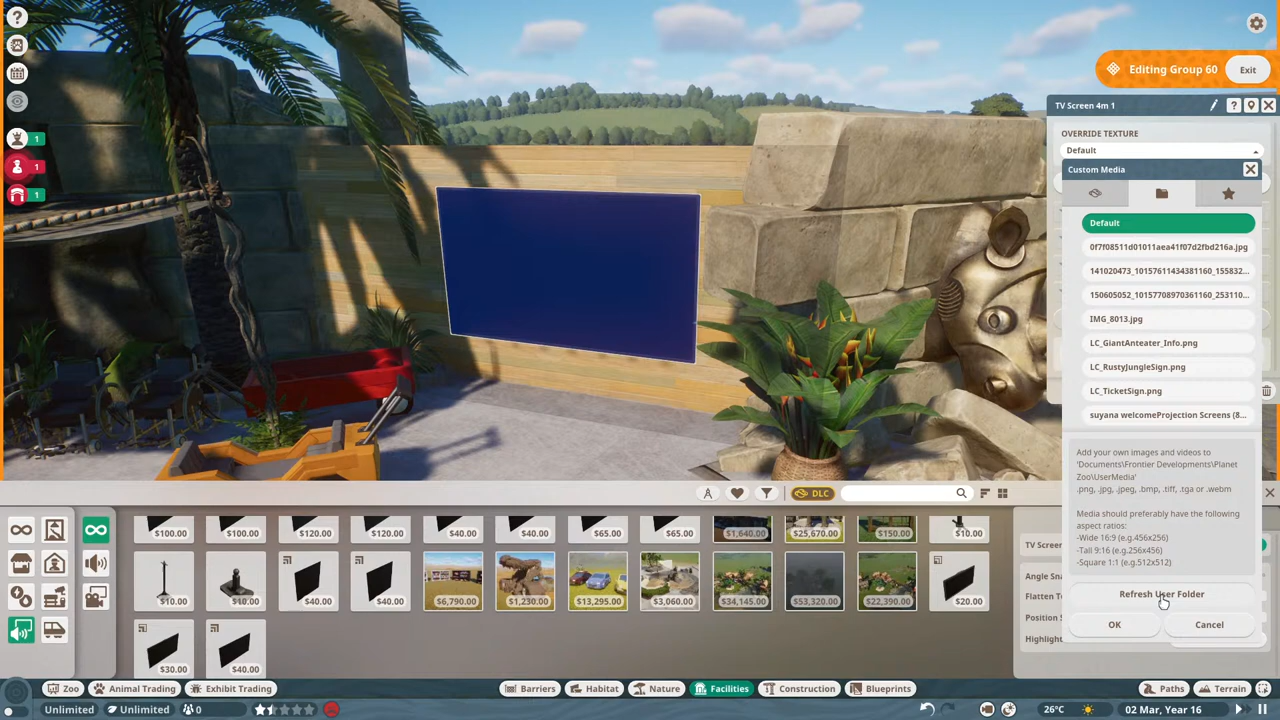 Editing Group 60
Exit
TV Screen 4m 1
OVERRIDE TEXTURE
Default
Custom Media
Default
0f7f08511d01011aea41f07d2fbd216a.jpg
141020473_10157611434381160_155832...
150605052_10157708970361160_253110...
IMG_8013.jpg
LC_GiantAnteater_Info.png
LC_RustyJungleSign.png
LC_TicketSign.png
suyana welcomeProjection Screens (8...
Add your own images and videos to
'Documents\Frontier Developments\Planet
Zoo\UserMedia'
.png, .jpg, .jpeg, .bmp, .tiff, .tga or .webm
Media should preferably have the following
aspect ratios:
-Wide 16:9 (e.g.456x256)
-Tall 9:16 (e.g.256x456)
-Square 1:1 (e.g.512x512)
Refresh User Folder
OK
Cancel
1
1
1
DLC
$100.00
$100.00
$120.00
$120.00
$40.00
$40.00
$65.00
$65.00
$1,640.00
$25,670.00
$150.00
$10.00
$10.00
$10.00
$40.00
$40.00
$6,790.00
$1,230.00
$13,295.00
$3,060.00
$34,145.00
$53,320.00
$22,390.00
$20.00
$30.00
$40.00
TV Screen
Angle Sna
Flatten T
Position S
Highligh
Zoo
Animal Trading
Exhibit Trading
Barriers
Habitat
Nature
Facilities
Construction
Blueprints
Paths
Terrain
Unlimited
Unlimited
0
26°C
02 Mar, Year 16